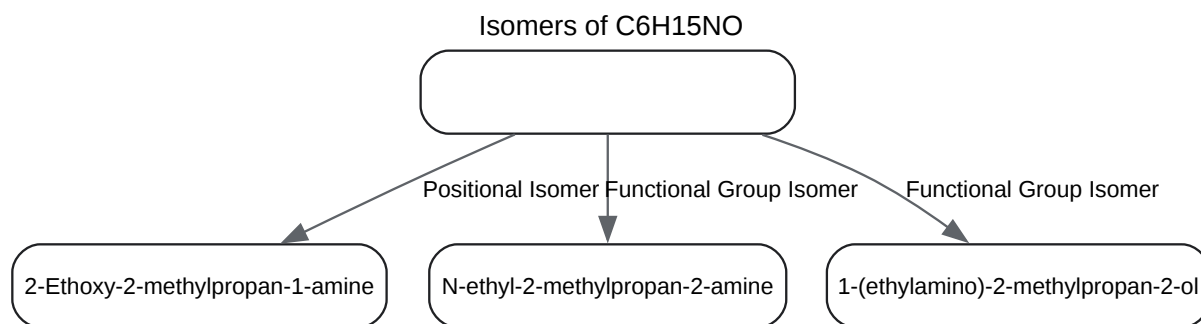 Isomers of C6H15NO
Positional Isomer
Functional Group Isomer
Functional Group Isomer
2-Ethoxy-2-methylpropan-1-amine
N-ethyl-2-methylpropan-2-amine
1-(ethylamino)-2-methylpropan-2-ol